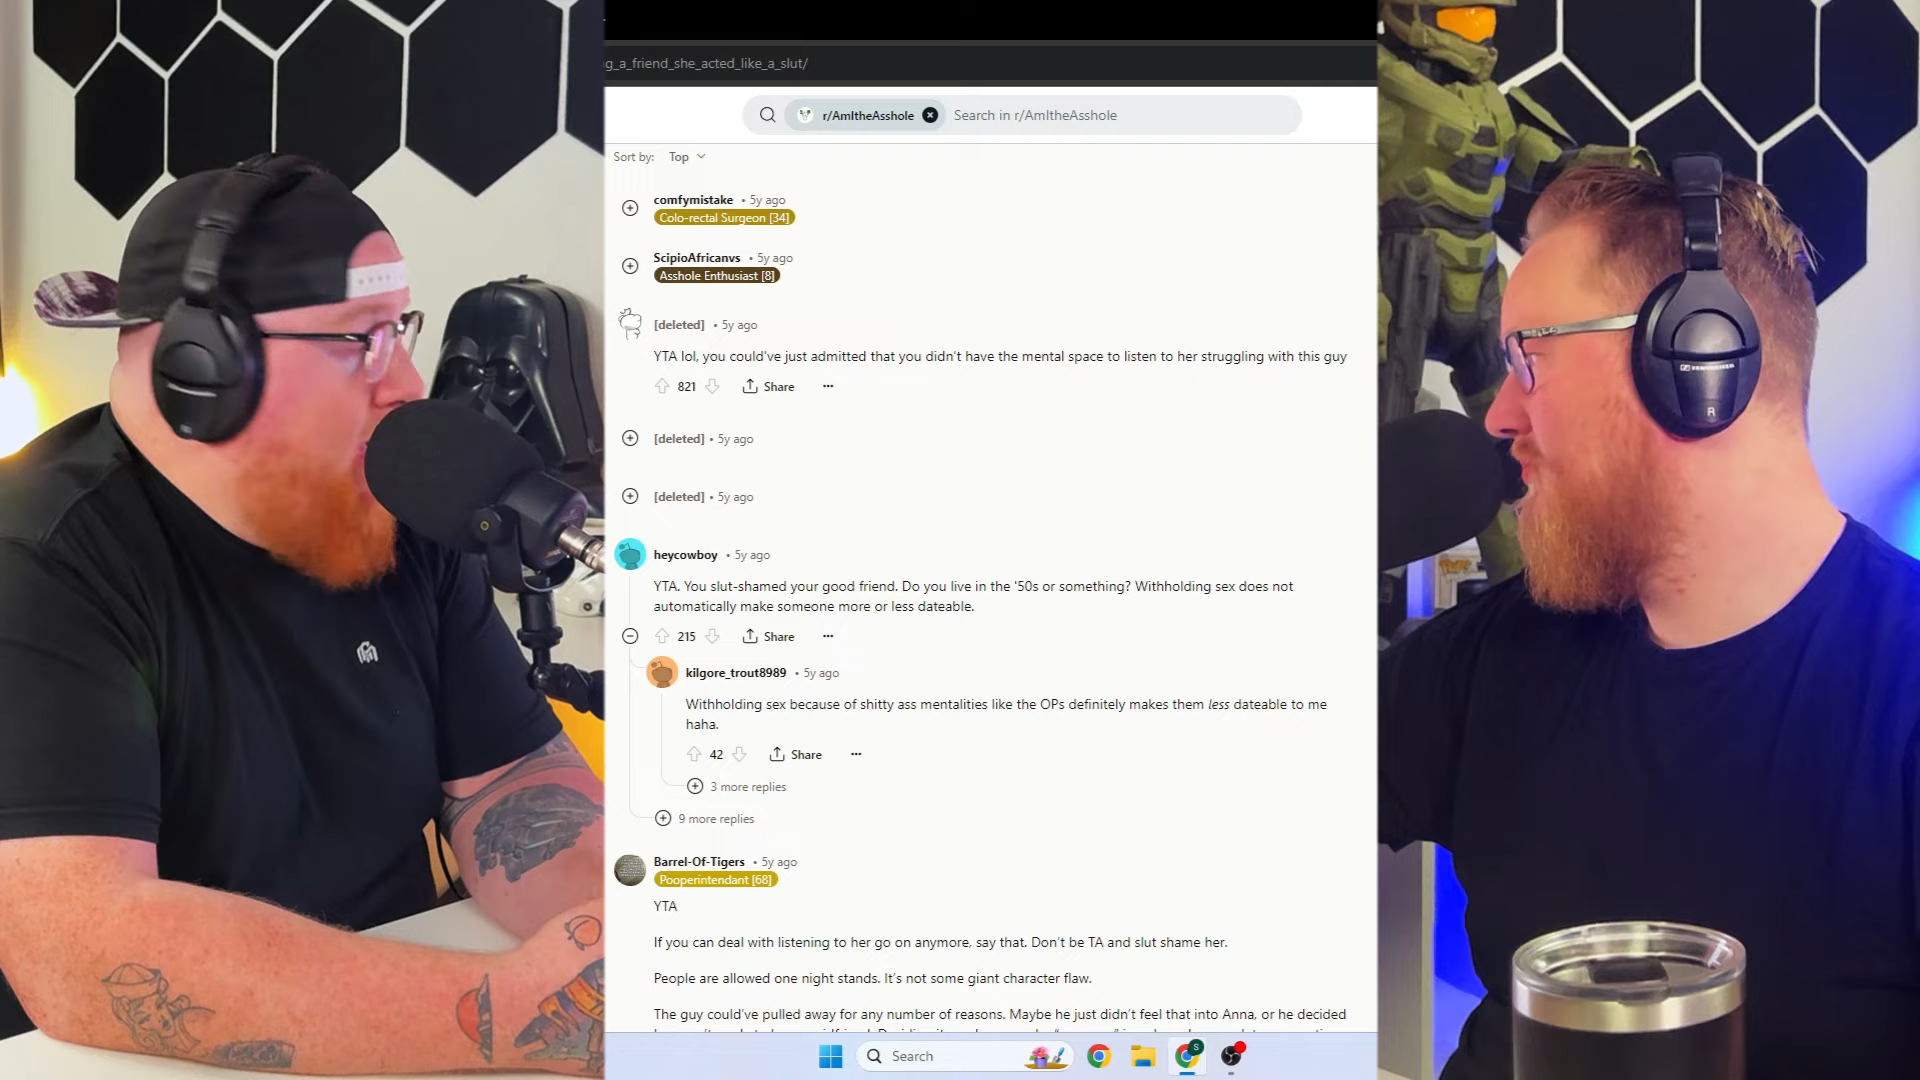 g_a_friend_she_acted_like_a_slut/
r/AmItheAsshole Search in r/AmItheAsshole
Sort by: Top
comfymistake • 5y ago
Colo-rectal Surgeon [34]
ScipioAfricanvs • 5y ago
Asshole Enthusiast [8]
[deleted] • 5y ago
YTA lol, you could've just admitted that you didn't have the mental space to listen to her struggling with this guy
821 Share
[deleted] • 5y ago
[deleted] • 5y ago
heycowboy • 5y ago
YTA. You slut-shamed your good friend. Do you live in the '50s or something? Withholding sex does not
automatically make someone more or less dateable.
215 Share
kilgore_trout8989 • 5y ago
Withholding sex because of shitty ass mentalities like the OPs definitely makes them less dateable to me
haha.
42 Share
3 more replies
9 more replies
Barrel-Of-Tigers • 5y ago
Pooperintendant [68]
YTA
If you can deal with listening to her go on anymore, say that. Don't be TA and slut shame her.
People are allowed one night stands. It's not some giant character flaw.
The guy could've pulled away for any number of reasons. Maybe he just didn't feel that into Anna, or he decided
Search
S
SENNHEISER
R